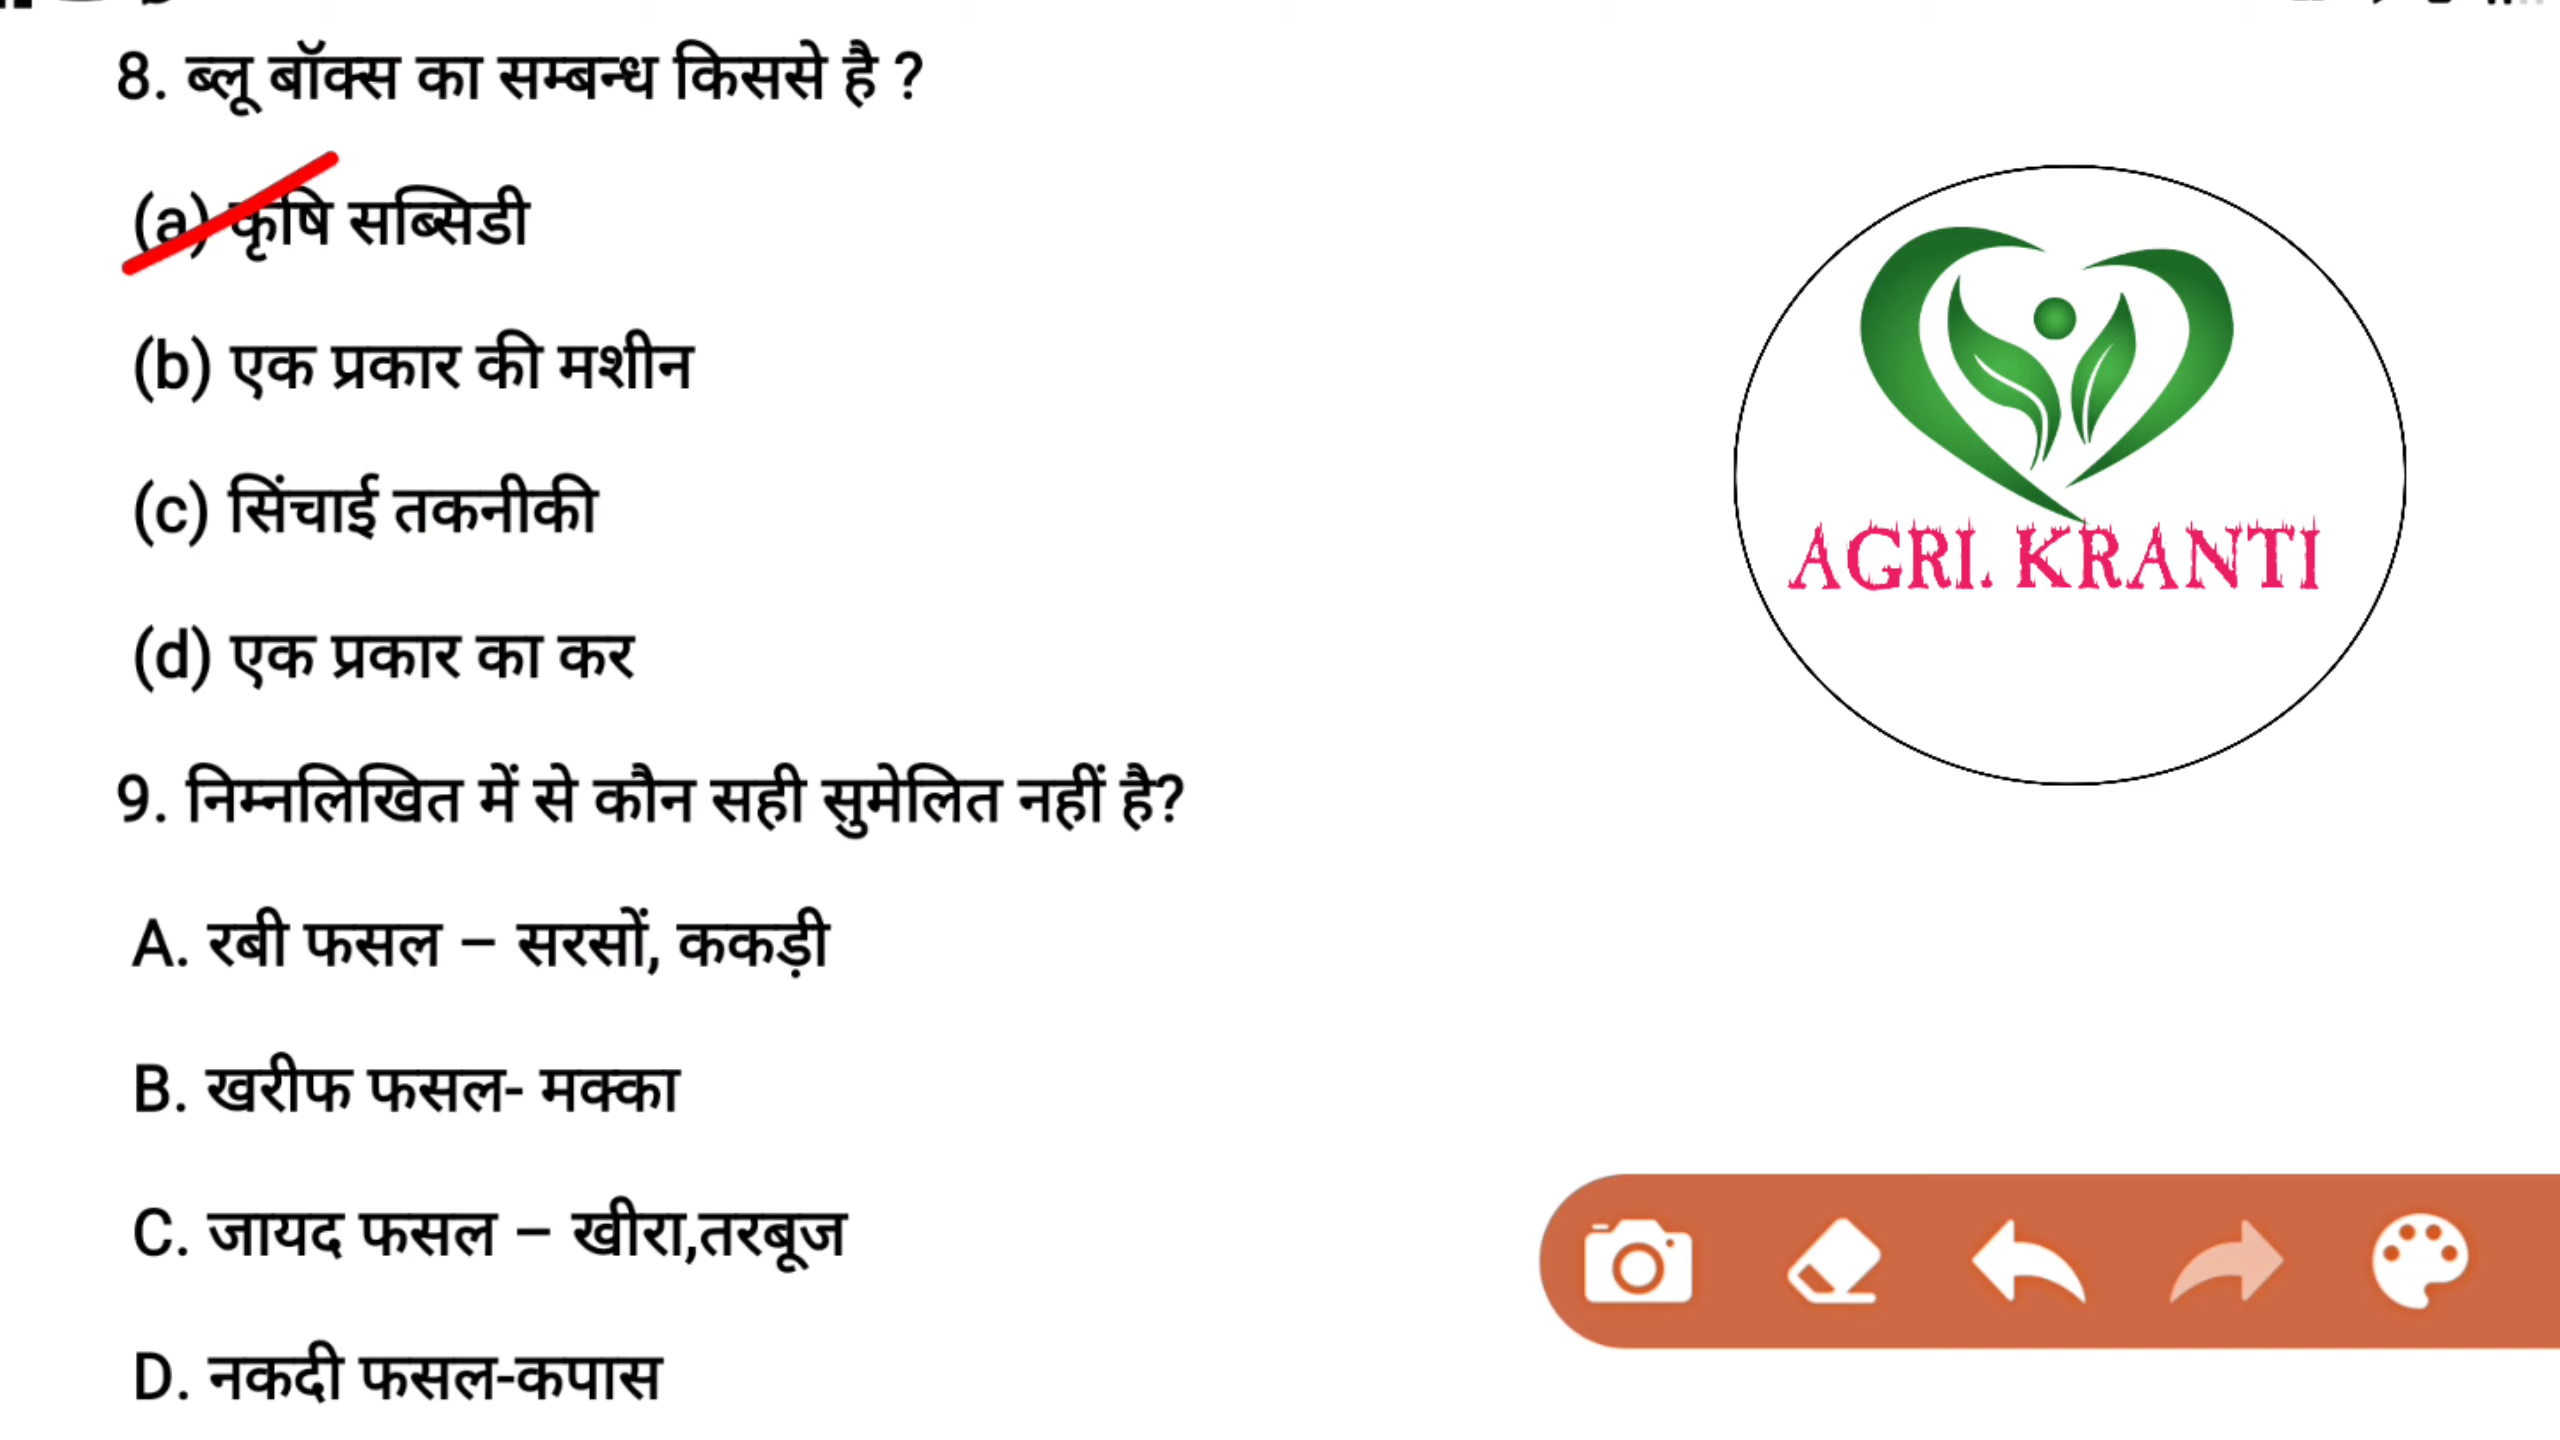 8. ब्लू बॉक्स का सम्बन्ध किससे है ?
(a) कृषि सब्सिडी
(b) एक प्रकार की मशीन
(c) सिंचाई तकनीकी
(d) एक प्रकार का कर
AGRI. KRANTI
9. निम्नलिखित में से कौन सही सुमेलित नहीं है?
A. रबी फसल – सरसों, ककड़ी
B. खरीफ फसल- मक्का
C. जायद फसल – खीरा,तरबूज
D. नकदी फसल-कपास